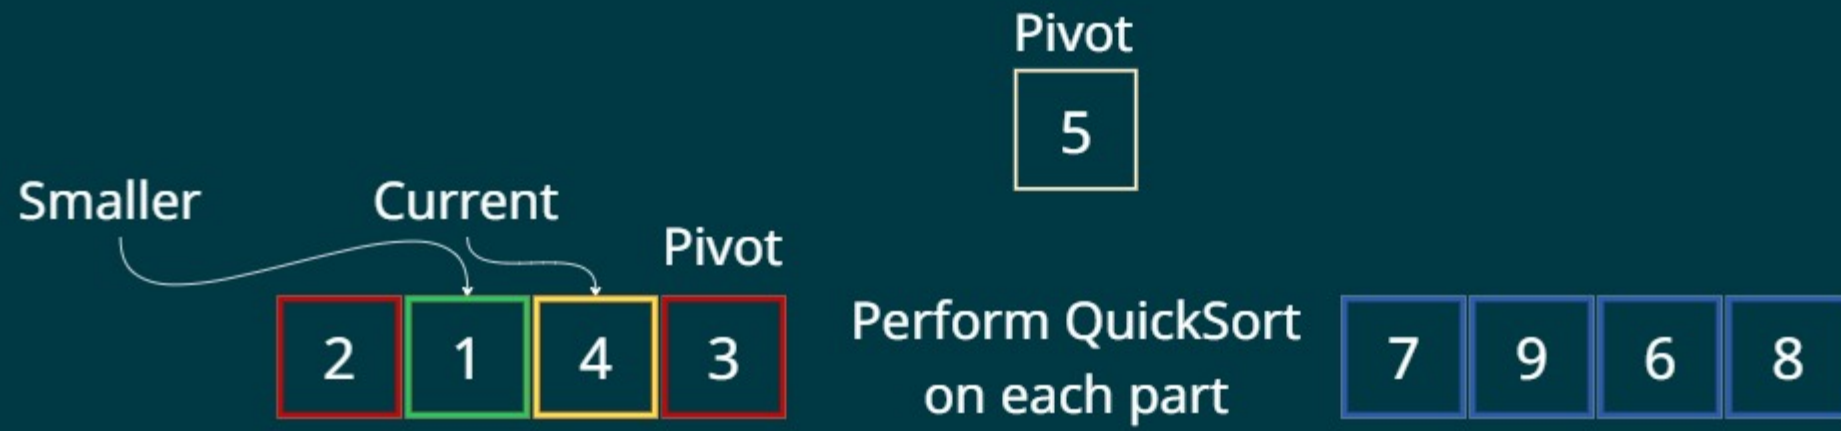 Pivot
5
Smaller
Current
Pivot
2 1 4 3
Perform QuickSort
on each part
7 9 6 8